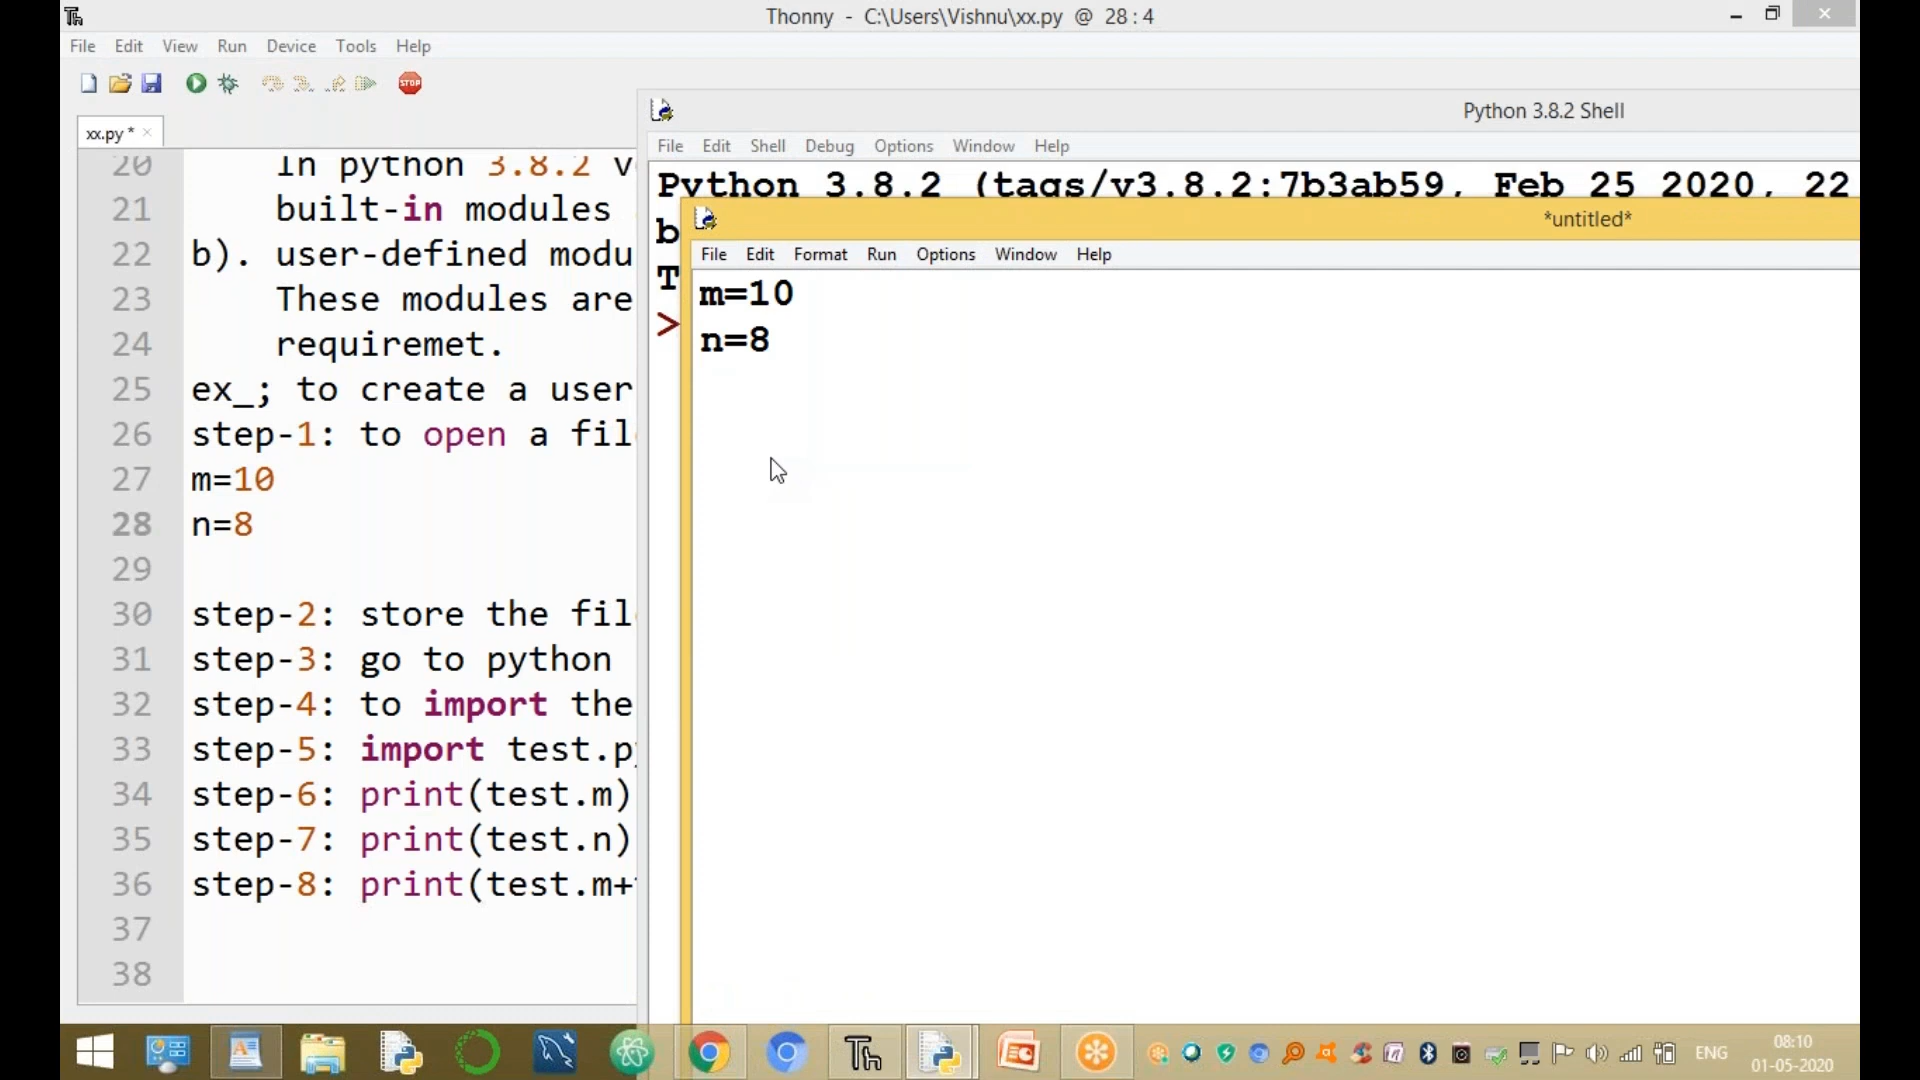 Thonny - C:\Users\Vishnu\xx.py @ 28 : 4
File Edit View Run Device Tools Help
STOP
xx.py *
20 In python 3.8.2 v
21 built-in modules
22 b). user-defined modu
23 These modules are
24 requiremet.
25 ex_; to create a user
26 step-1: to open a fil
27 m=10
28 n=8
29
30 step-2: store the fil
31 step-3: go to python
32 step-4: to import the
33 step-5: import test.py
34 step-6: print(test.m)
35 step-7: print(test.n)
36 step-8: print(test.m+
37
38
Python 3.8.2 Shell
File Edit Shell Debug Options Window Help
Python 3.8.2 (tags/v3.8.2:7b3ab59, Feb 25 2020, 22
b
T
>
*untitled*
File Edit Format Run Options Window Help
m=10
n=8
ENG
08:10
01-05-2020